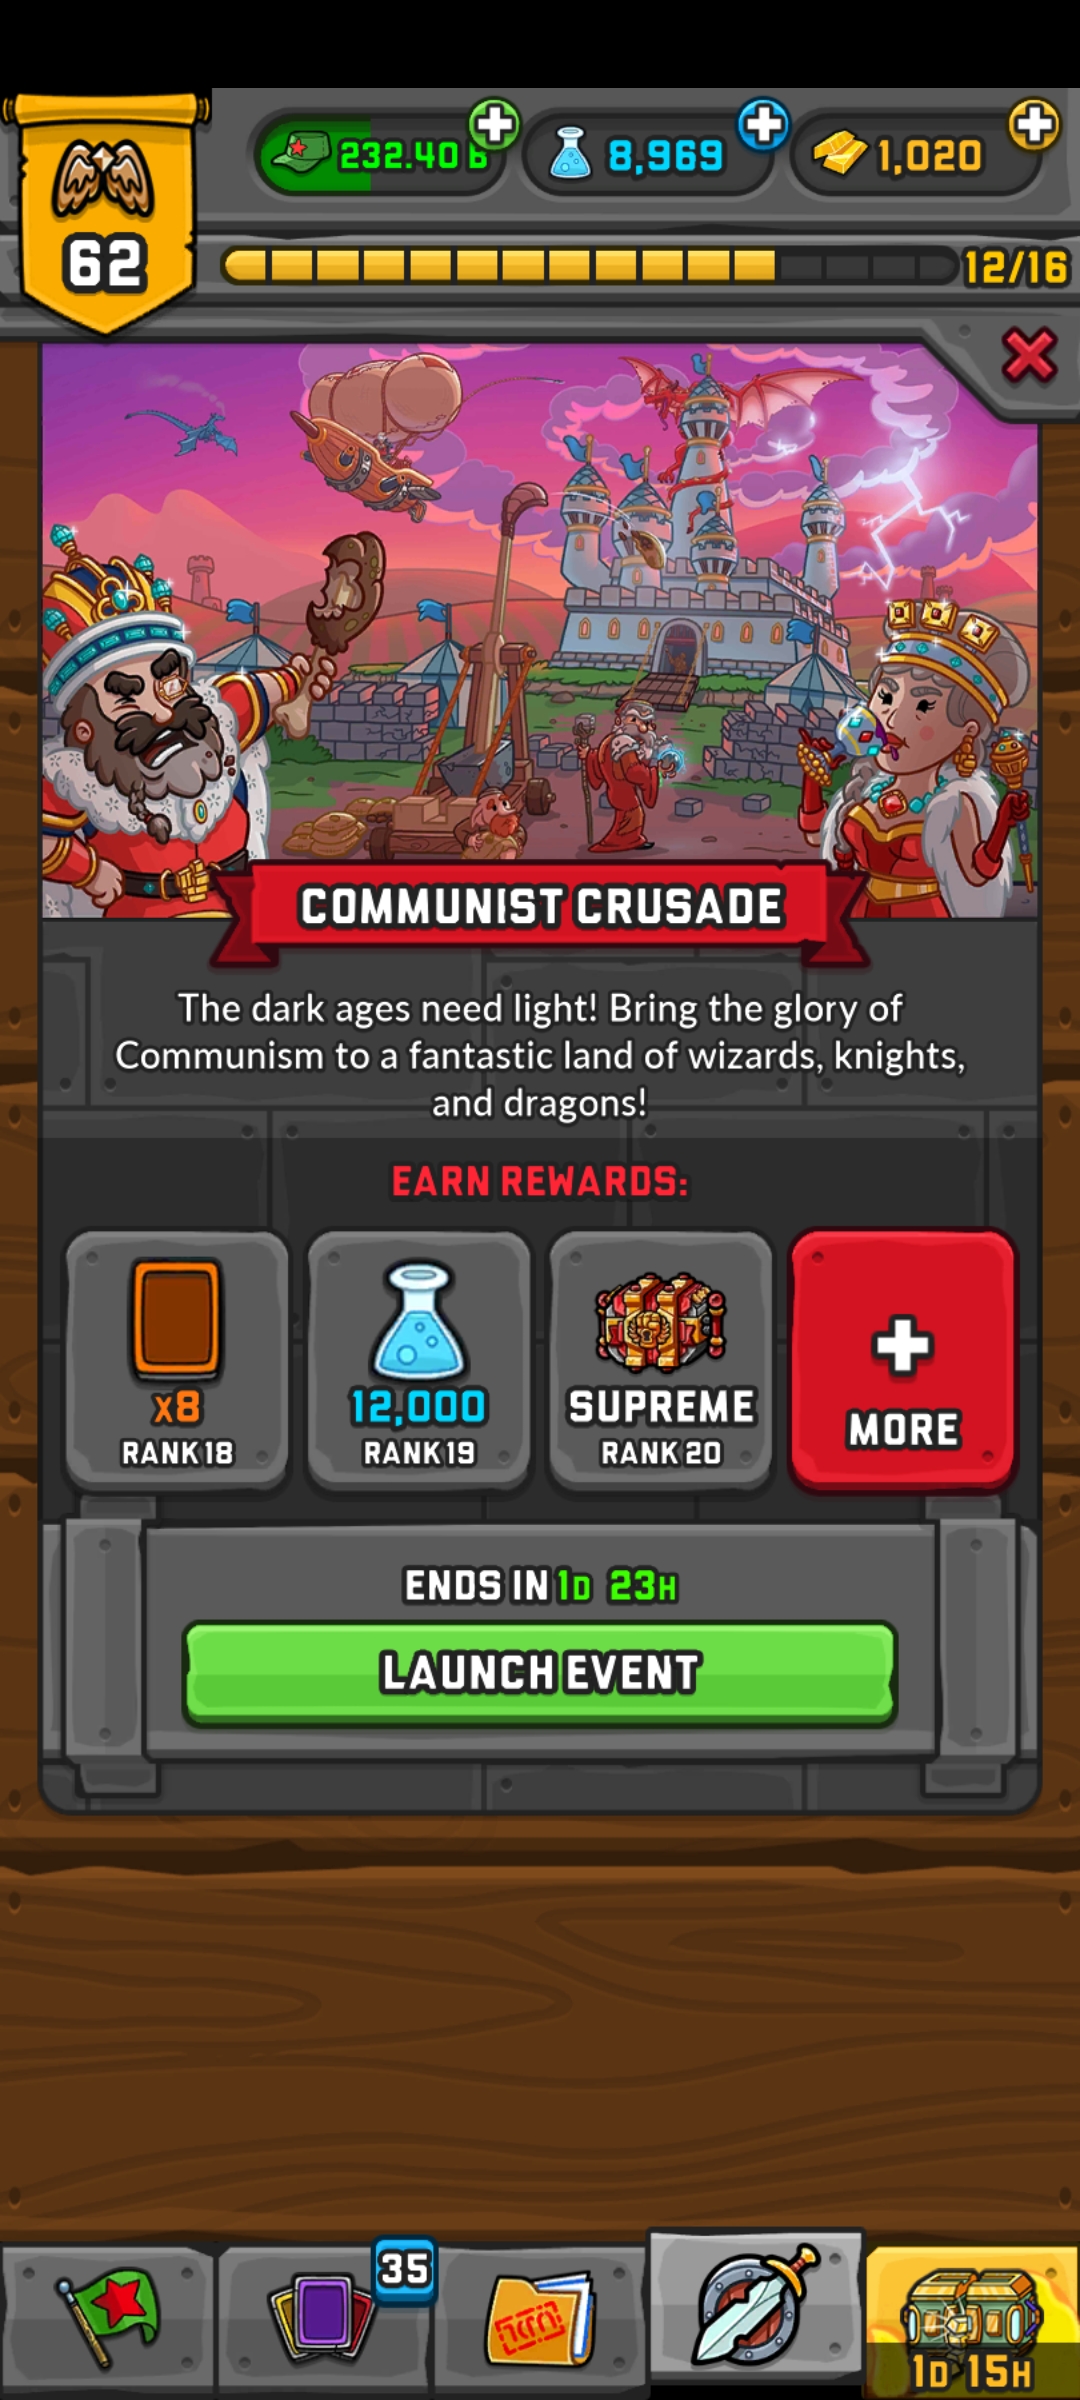 232.40 B
8,969
1,020
62
12/16
COMMUNIST CRUSADE
The dark ages need light! Bring the glory of
Communism to a fantastic land of wizards, knights,
and dragons!
EARN REWARDS:
x8
RANK 18
12,000
RANK 19
SUPREME
RANK 20
MORE
ENDS IN 1D 23H
LAUNCH EVENT
35
1D 15H